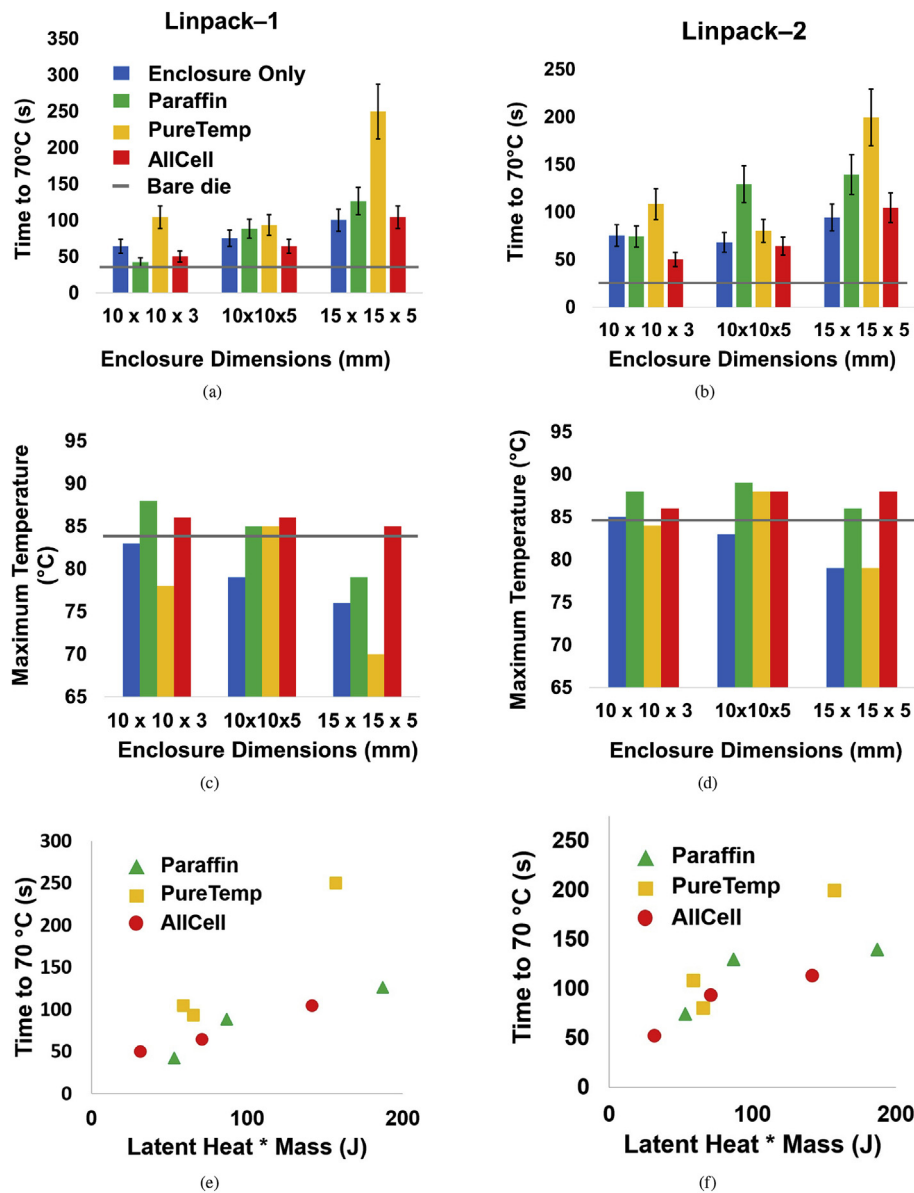 Linpack–1
350
300
250
200
150
100
50
0
Time to 70°C (s)
Enclosure Only
Paraffin
PureTemp
AllCell
Bare die
10 x 10 x 3 10x10x5 15 x 15 x 5
Enclosure Dimensions (mm)
(a)
Linpack–2
250
200
150
100
50
0
Time to 70°C (s)
10 x 10 x 3 10x10x5 15 x 15 x 5
Enclosure Dimensions (mm)
(b)
95
90
85
80
75
70
65
Maximum Temperature
(°C)
10 x 10 x 3 10x10x5 15 x 15 x 5
Enclosure Dimensions (mm)
(c)
95
90
85
80
75
70
65
Maximum Temperature (°C)
10 x 10 x 3 10x10x5 15 x 15 x 5
Enclosure Dimensions (mm)
(d)
300
250
200
150
100
50
0
Time to 70 °C (s)
Paraffin
PureTemp
AllCell
0 100 200
Latent Heat * Mass (J)
(e)
250
200
150
100
50
0
Time to 70 °C (s)
Paraffin
PureTemp
AllCell
0 100 200
Latent Heat * Mass (J)
(f)